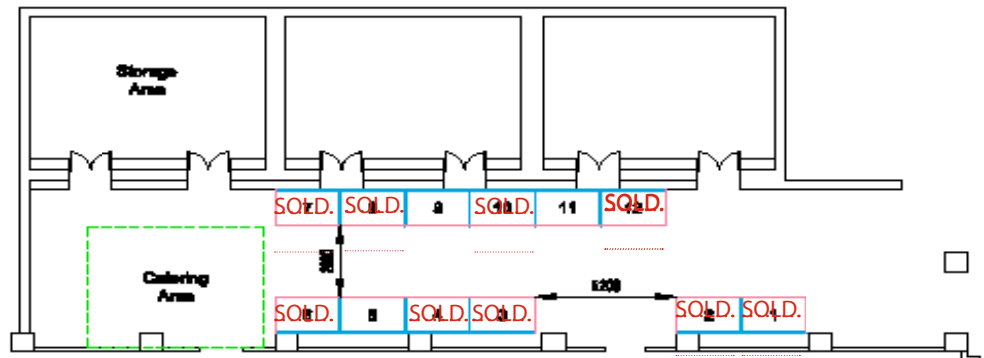 Storage
Area
SOLD. SOLD. 9 SOLD. 11 SOLD.
Catering
Area
SOLD. 5 SOLD. SOLD. SOLD. SOLD.